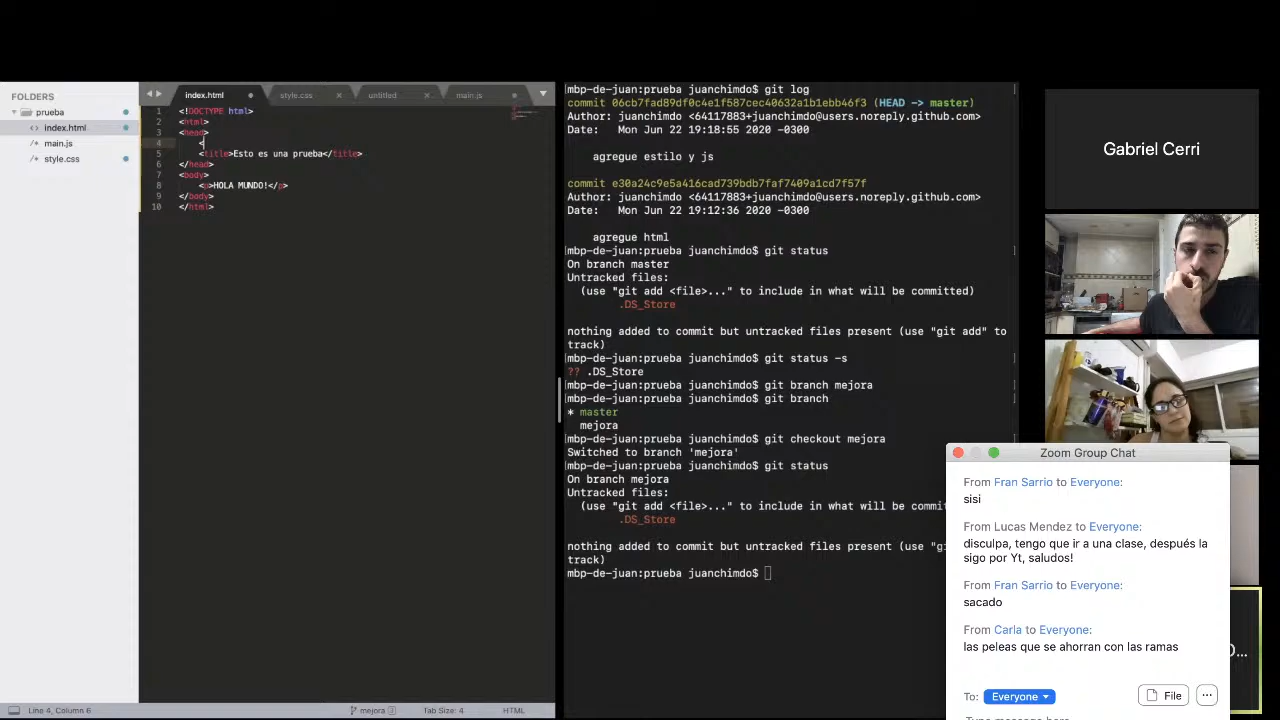 FOLDERS
prueba
index.html
main.js
style.css
index.html
style.css
untitled
main.js
1 <!DOCTYPE html>
2 <html>
3 <head>
4 <
5 <title>Esto es una prueba</title>
6 </head>
7 <body>
8 <p>HOLA MUNDO!</p>
9 </body>
10 </html>
Line 4, Column 6
mejora
Tab Size: 4
HTML
mbp-de-juan:prueba juanchimdo$ git log
commit 06cb7fad89df0c4e1f587cec40632a1b1ebb46f3 (HEAD -> master)
Author: juanchimdo <64117883+juanchimdo@users.noreply.github.com>
Date: Mon Jun 22 19:18:55 2020 -0300
agregue estilo y js
commit e30a24c9e5a416cad739bdb7faf7409a1cd7f57f
Author: juanchimdo <64117883+juanchimdo@users.noreply.github.com>
Date: Mon Jun 22 19:12:36 2020 -0300
agregue html
mbp-de-juan:prueba juanchimdo$ git status
On branch master
Untracked files:
(use "git add <file>..." to include in what will be committed)
.DS_Store
nothing added to commit but untracked files present (use "git add" to
track)
mbp-de-juan:prueba juanchimdo$ git status -s
?? .DS_Store
mbp-de-juan:prueba juanchimdo$ git branch mejora
mbp-de-juan:prueba juanchimdo$ git branch
* master
mejora
mbp-de-juan:prueba juanchimdo$ git checkout mejora
Switched to branch 'mejora'
mbp-de-juan:prueba juanchimdo$ git status
On branch mejora
Untracked files:
(use "git add <file>..." to include in what will be commit
.DS_Store
nothing added to commit but untracked files present (use "gi
track)
mbp-de-juan:prueba juanchimdo$
Gabriel Cerri
Zoom Group Chat
From Fran Sarrio to Everyone:
sisi
From Lucas Mendez to Everyone:
disculpa, tengo que ir a una clase, después la
sigo por Yt, saludos!
From Fran Sarrio to Everyone:
sacado
From Carla to Everyone:
las peleas que se ahorran con las ramas
To: Everyone
File
Type message here